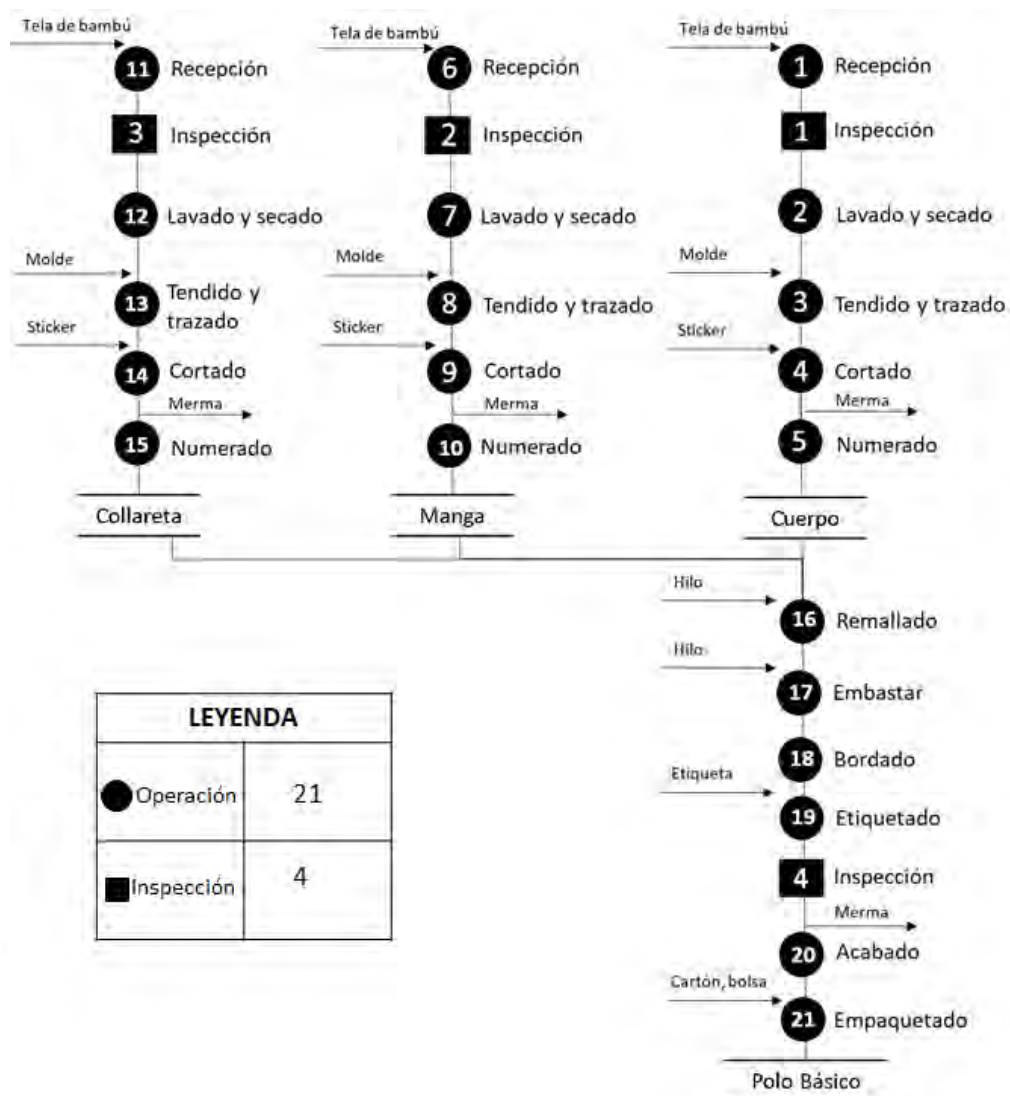 Tela de bambú
11 Recepción
3 Inspección
12 Lavado y secado
Molde
13 Tendido y
trazado
Sticker
14 Cortado
Merma
15 Numerado
Collareta
Tela de bambú
6 Recepción
2 Inspección
7 Lavado y secado
Molde
8 Tendido y trazado
Sticker
9 Cortado
Merma
10 Numerado
Manga
Tela de bambú
1 Recepción
1 Inspección
2 Lavado y secado
Molde
3 Tendido y trazado
Sticker
4 Cortado
Merma
5 Numerado
Cuerpo
Hilo
16 Remallado
Hilo
17 Embastar
18 Bordado
Etiqueta
19 Etiquetado
4 Inspección
Merma
20 Acabado
Cartón, bolsa
21 Empaquetado
Polo Básico
LEYENDA
Operación 21
Inspección 4